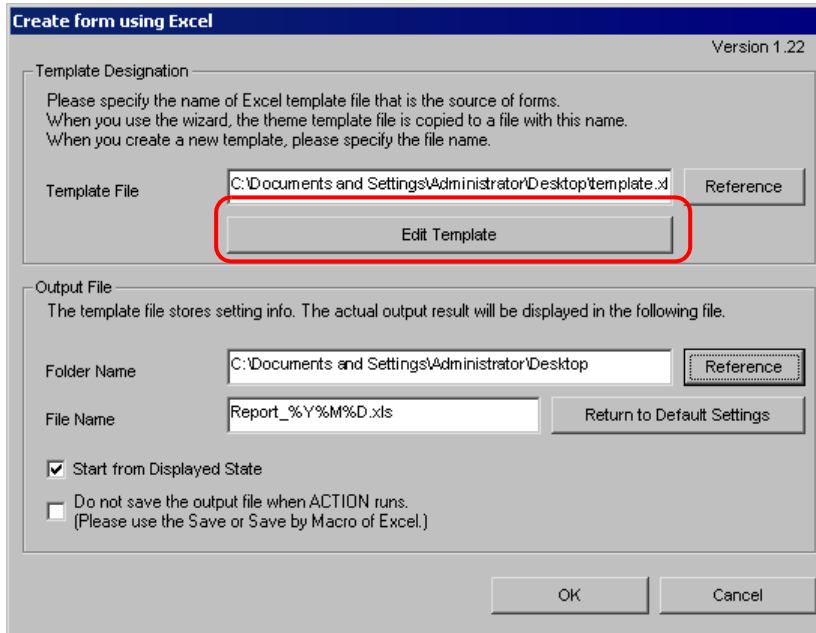 Create form using Excel
Version 1.22
Template Designation
Please specify the name of Excel template file that is the source of forms.
When you use the wizard, the theme template file is copied to a file with this name.
When you create a new template, please specify the file name.
Template File
C:\Documents and Settings\Administrator\Desktop\template.xl
Reference
Edit Template
Output File
The template file stores setting info. The actual output result will be displayed in the following file.
Folder Name
C:\Documents and Settings\Administrator\Desktop
Reference
File Name
Report_%Y%M%D.xls
Return to Default Settings
Start from Displayed State
Do not save the output file when ACTION runs.
(Please use the Save or Save by Macro of Excel.)
OK
Cancel